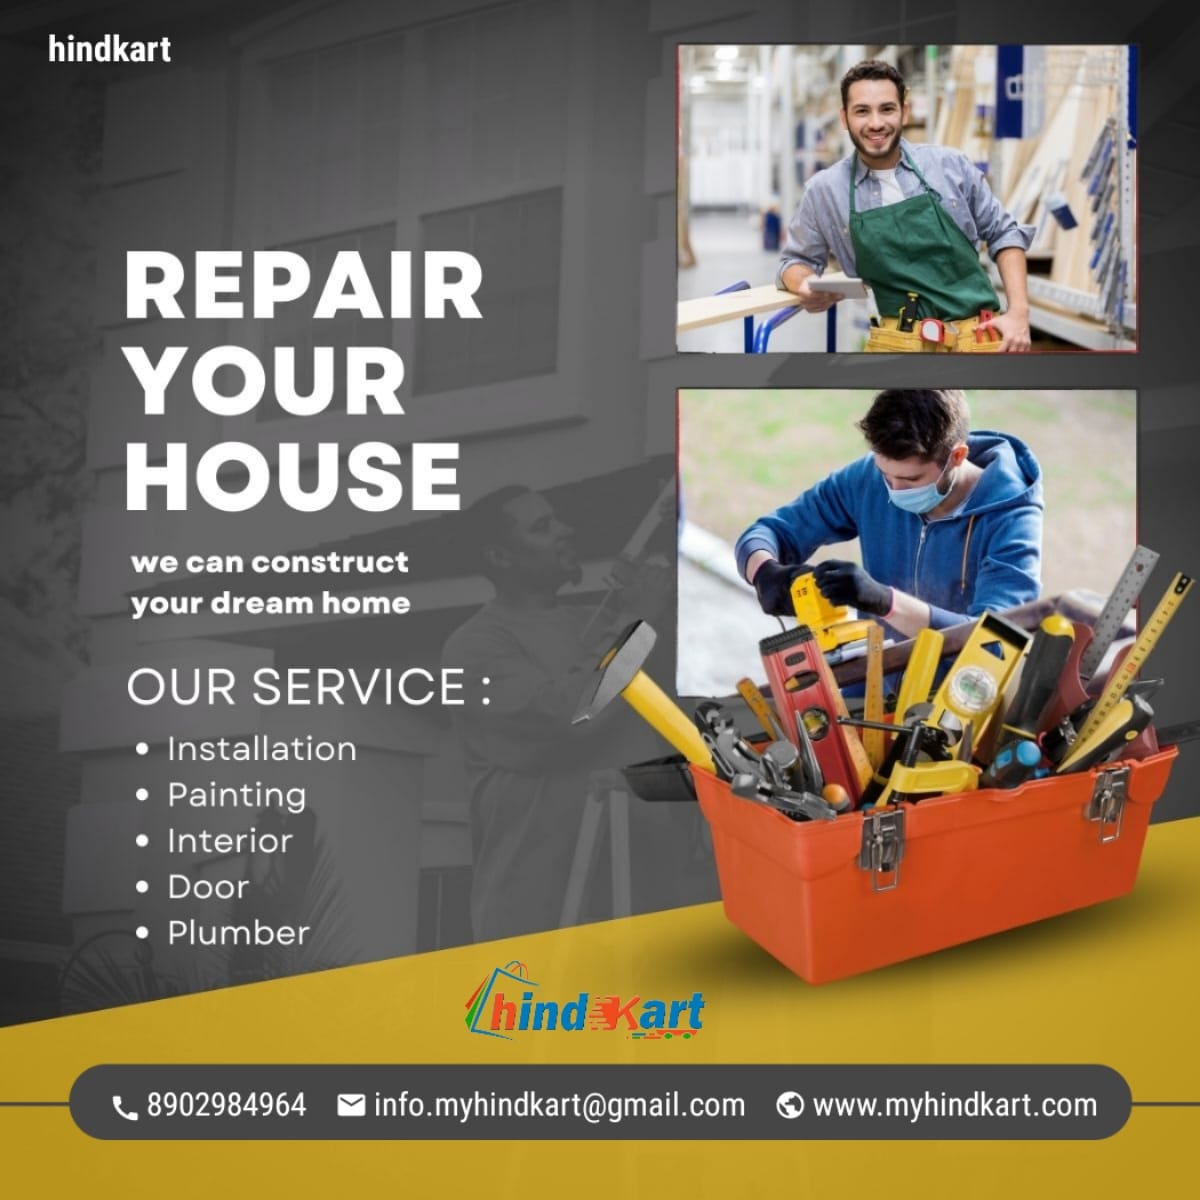 hindkart
REPAIR
YOUR
HOUSE
we can construct
your dream home
OUR SERVICE :
• Installation
• Painting
• Interior
• Door
• Plumber
hindKart
8902984964 info.myhindkart@gmail.com www.myhindkart.com